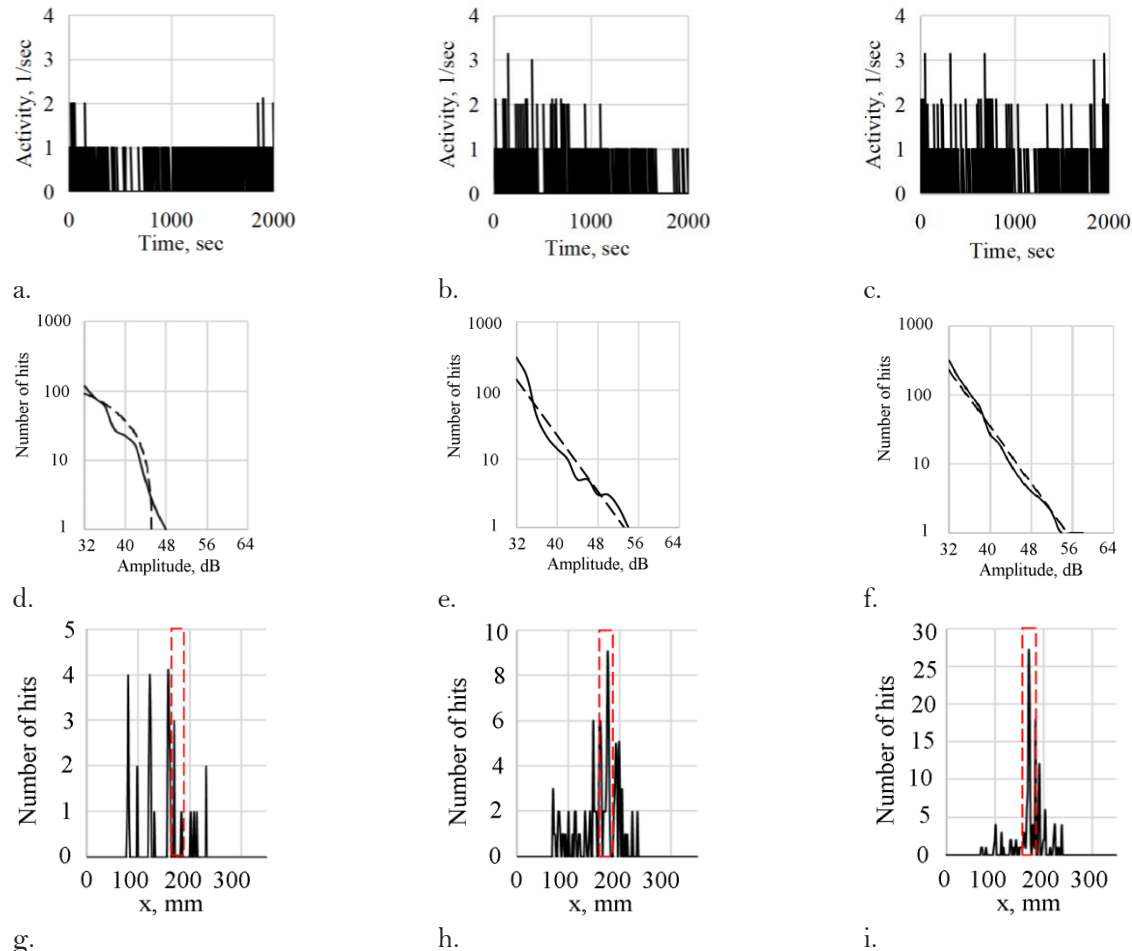 Activity, 1/sec
4
3
2
1
0
0 1000 2000
Time, sec
a.
Activity, 1/sec
4
3
2
1
0
0 1000 2000
Time, sec
b.
Activity, 1/sec
4
3
2
1
0
0 1000 2000
Time, sec
c.
Number of hits
1000
100
10
1
32 40 48 56 64
Amplitude, dB
d.
Number of hits
1000
100
10
1
32 40 48 56 64
Amplitude, dB
e.
Number of hits
1000
100
10
1
32 40 48 56 64
Amplitude, dB
f.
Number of hits
5
4
3
2
1
0
0 100 200 300
x, mm
g.
Number of hits
10
8
6
4
2
0
0 100 200 300
x, mm
h.
Number of hits
30
25
20
15
10
5
0
0 100 200 300
x, mm
i.